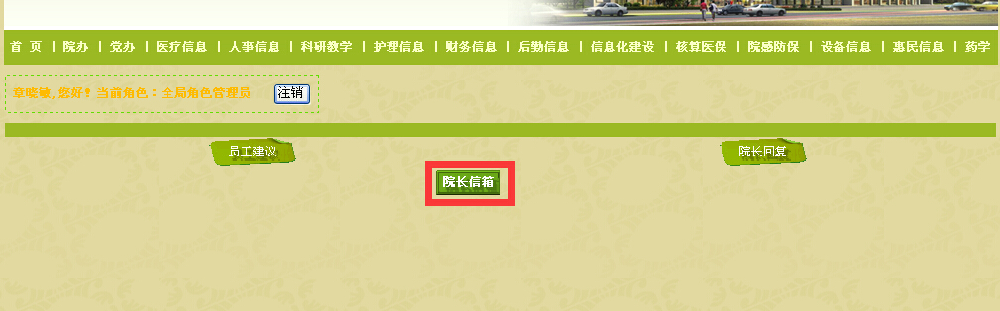 首 页 | 院办 | 党办 | 医疗信息 | 人事信息 | 科研教学 | 护理信息 | 财务信息 | 后勤信息 | 信息化建设 | 核算医保 | 院感防保 | 设备信息 | 惠民信息 | 药学
章晓敏,您好! 当前角色：全局角色管理员 注销
员工建议 院长回复
院长信箱